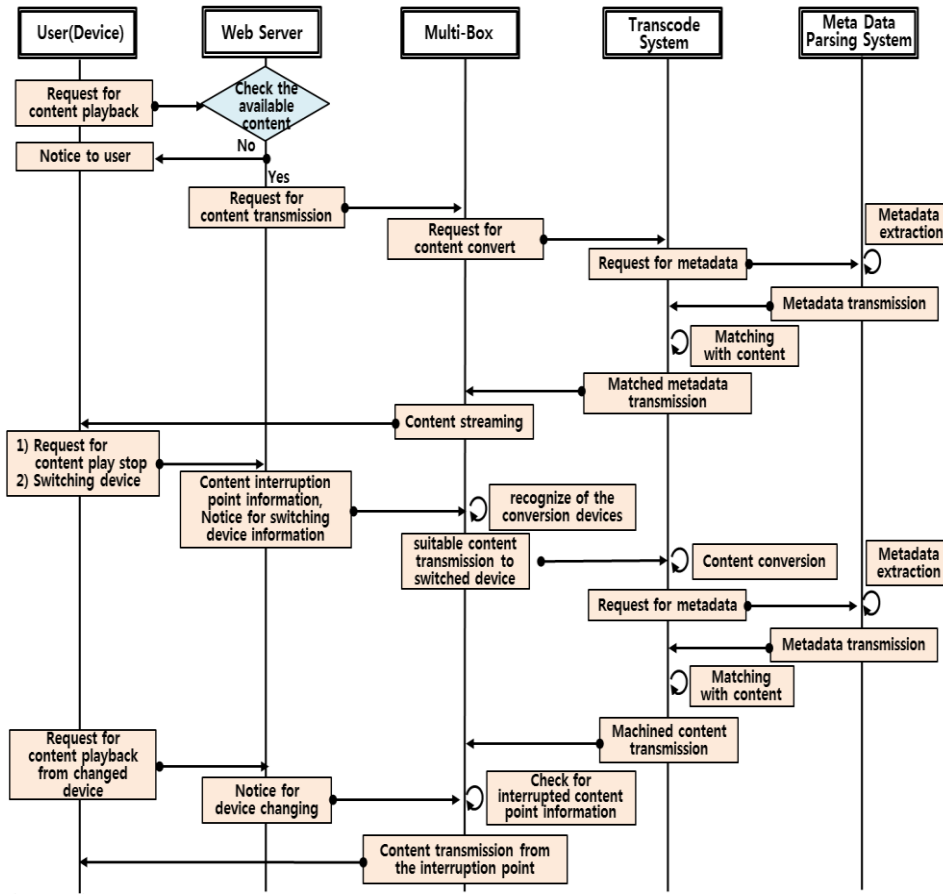 User(Device)
Web Server
Multi-Box
Transcode
System
Meta Data
Parsing System
Request for
content playback
Check the
available
content
No
Notice to user
Yes
Request for
content transmission
Request for
content convert
Metadata
extraction
Request for metadata
Metadata transmission
Matching
with content
Matched metadata
transmission
Content streaming
1) Request for
content play stop
2) Switching device
Content interruption
point information,
Notice for switching
device information
recognize of the
conversion devices
suitable content
transmission to
switched device
Content conversion
Metadata
extraction
Request for metadata
Metadata transmission
Matching
with content
Machined content
transmission
Request for
content playback
from changed
device
Notice for
device changing
Check for
interrupted content
point information
Content transmission from
the interruption point